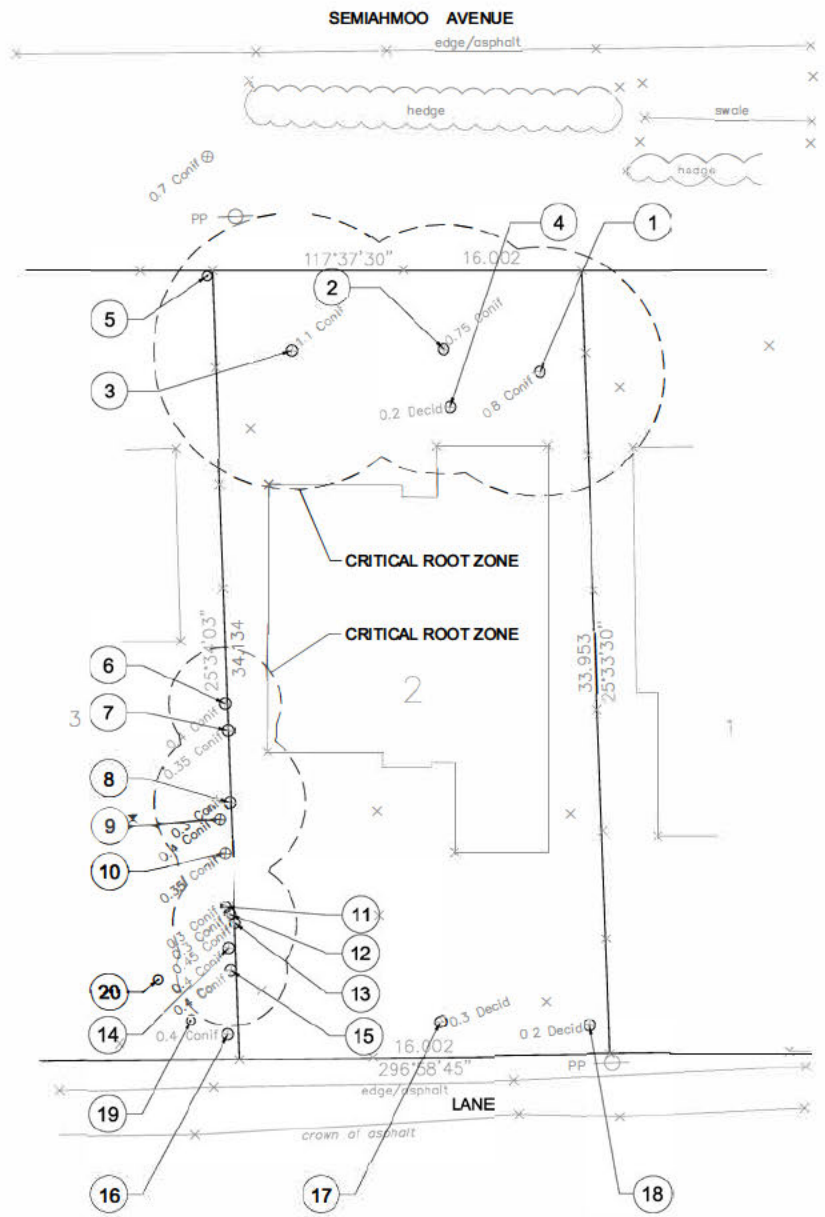 SEMIAHMOO AVENUE
edge/asphalt
hedge
swale
hedge
0.7 Conif
PP
4
1
117°37'30"
16.002
2
5
1.1 Conif
0.75 Conif
3
0.2 Decid
0.8 Conif
CRITICAL ROOT ZONE
CRITICAL ROOT ZONE
25°34'03"
34.134
33.953
25°33'30"
6
2
3
7
0.4 Conif
0.35 Conif
1
8
9
0.3 Conif
0.4 Conif
10
0.35 Conif
11
0.3 Conif
12
0.3 Conif
0.45 Conif
13
0.4 Conif
20
0.4 Conif
14
15
0.4 Conif
0.3 Decid
0.2 Decid
16.002
296°58'45"
PP
edge/asphalt
LANE
19
crown of asphalt
16
17
18